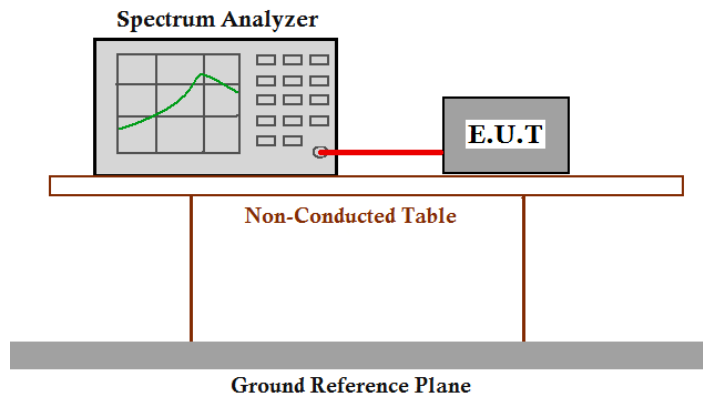 Spectrum Analyzer
E.U.T
Non-Conducted Table
Ground Reference Plane